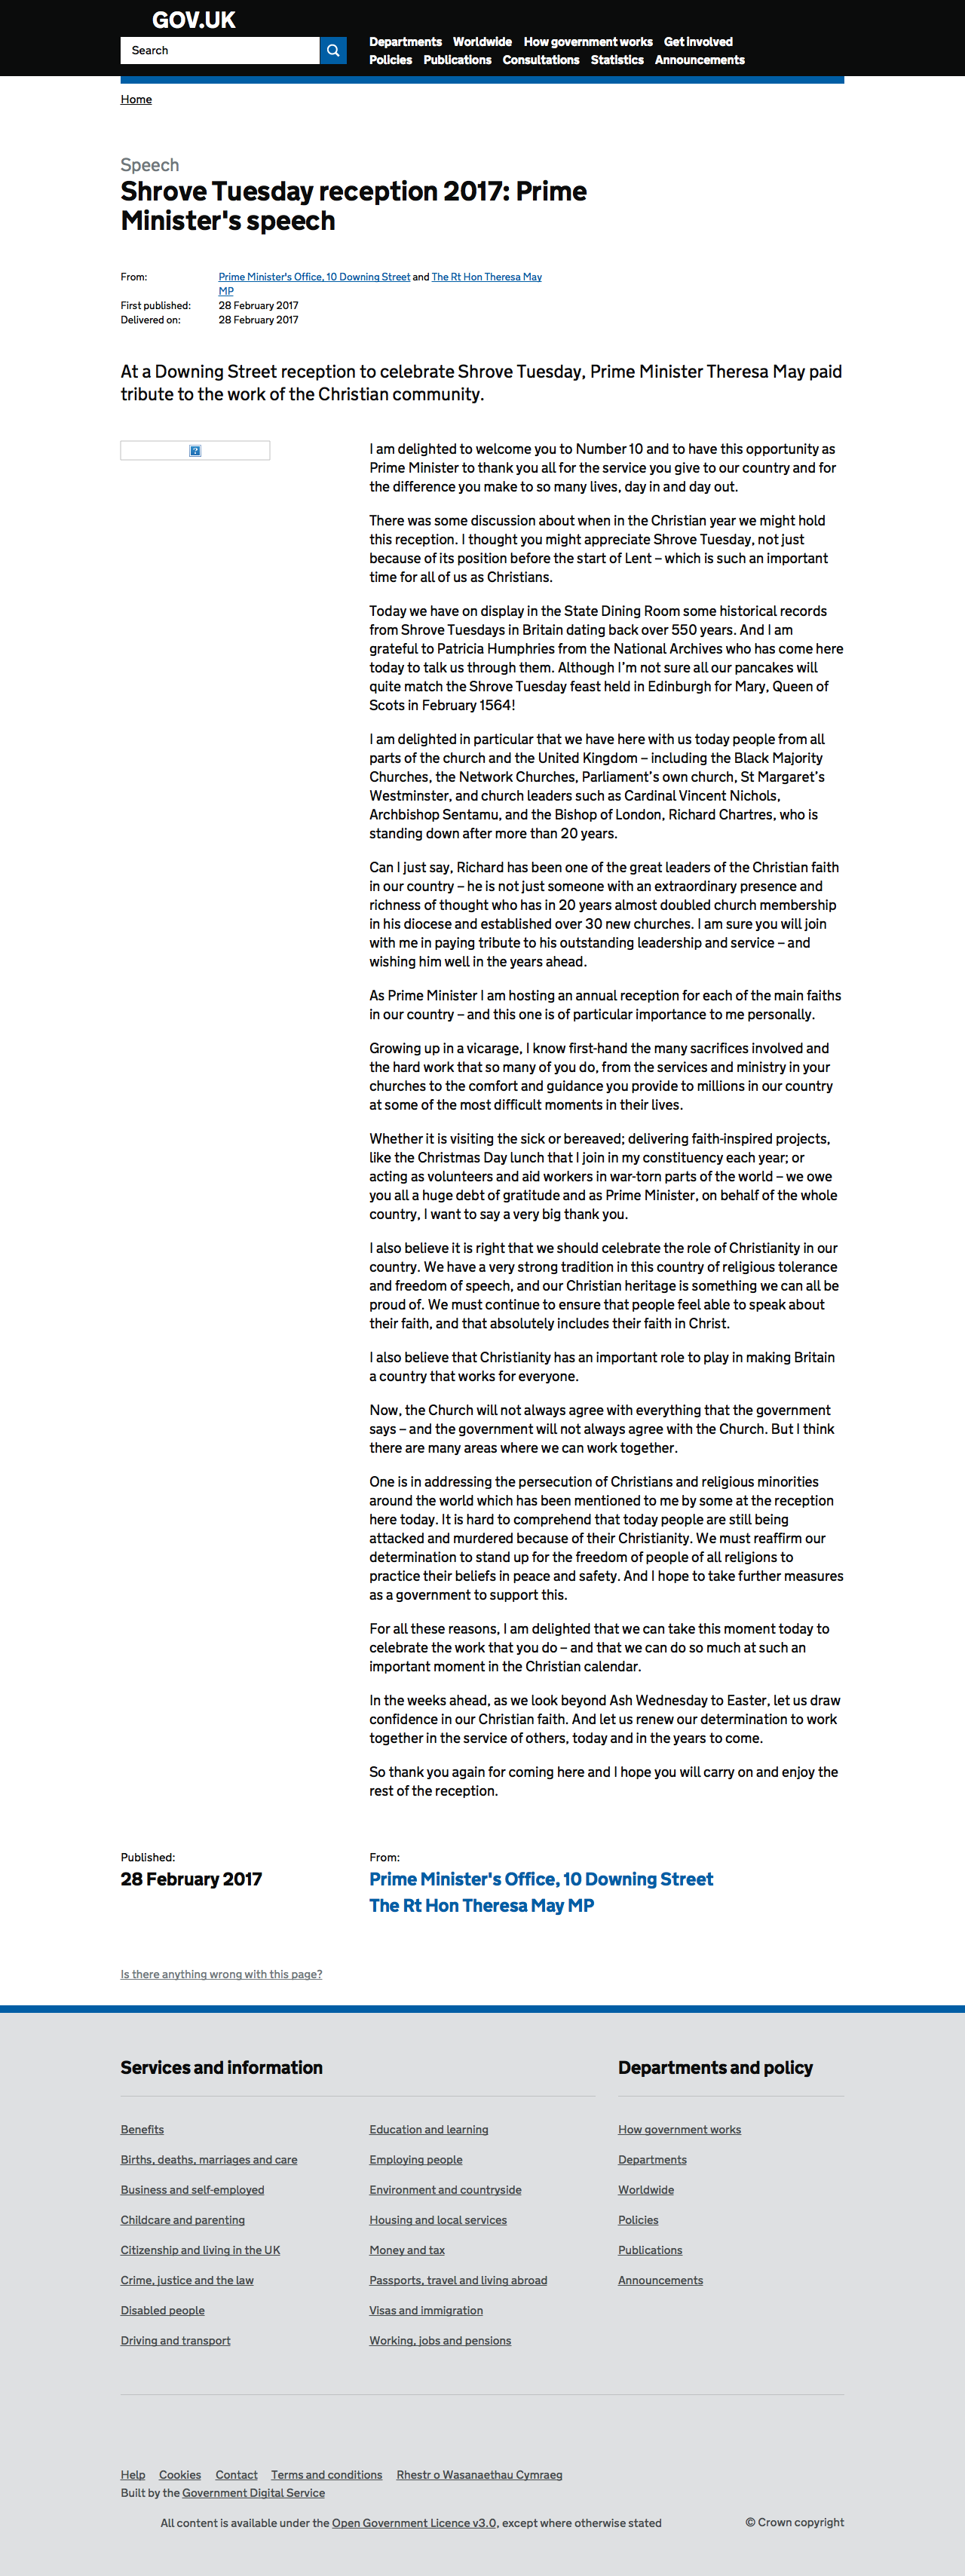 GOV.UK
Search
Departments Worldwide How government works Get involved
Policies Publications Consultations Statistics Announcements
Home
Speech
Shrove Tuesday reception 2017: Prime
Minister's speech
From: Prime Minister's Office, 10 Downing Street and The Rt Hon Theresa May
MP
First published: 28 February 2017
Delivered on: 28 February 2017
At a Downing Street reception to celebrate Shrove Tuesday, Prime Minister Theresa May paid
tribute to the work of the Christian community.
I am delighted to welcome you to Number 10 and to have this opportunity as
Prime Minister to thank you all for the service you give to our country and for
the difference you make to so many lives, day in and day out.
There was some discussion about when in the Christian year we might hold
this reception. I thought you might appreciate Shrove Tuesday, not just
because of its position before the start of Lent – which is such an important
time for all of us as Christians.
Today we have on display in the State Dining Room some historical records
from Shrove Tuesdays in Britain dating back over 550 years. And I am
grateful to Patricia Humphries from the National Archives who has come here
today to talk us through them. Although I’m not sure all our pancakes will
quite match the Shrove Tuesday feast held in Edinburgh for Mary, Queen of
Scots in February 1564!
I am delighted in particular that we have here with us today people from all
parts of the church and the United Kingdom – including the Black Majority
Churches, the Network Churches, Parliament’s own church, St Margaret’s
Westminster, and church leaders such as Cardinal Vincent Nichols,
Archbishop Sentamu, and the Bishop of London, Richard Chartres, who is
standing down after more than 20 years.
Can I just say, Richard has been one of the great leaders of the Christian faith
in our country – he is not just someone with an extraordinary presence and
richness of thought who has in 20 years almost doubled church membership
in his diocese and established over 30 new churches. I am sure you will join
with me in paying tribute to his outstanding leadership and service – and
wishing him well in the years ahead.
As Prime Minister I am hosting an annual reception for each of the main faiths
in our country – and this one is of particular importance to me personally.
Growing up in a vicarage, I know first-hand the many sacrifices involved and
the hard work that so many of you do, from the services and ministry in your
churches to the comfort and guidance you provide to millions in our country
at some of the most difficult moments in their lives.
Whether it is visiting the sick or bereaved; delivering faith-inspired projects,
like the Christmas Day lunch that I join in my constituency each year; or
acting as volunteers and aid workers in war-torn parts of the world – we owe
you all a huge debt of gratitude and as Prime Minister, on behalf of the whole
country, I want to say a very big thank you.
I also believe it is right that we should celebrate the role of Christianity in our
country. We have a very strong tradition in this country of religious tolerance
and freedom of speech, and our Christian heritage is something we can all be
proud of. We must continue to ensure that people feel able to speak about
their faith, and that absolutely includes their faith in Christ.
I also believe that Christianity has an important role to play in making Britain
a country that works for everyone.
Now, the Church will not always agree with everything that the government
says – and the government will not always agree with the Church. But I think
there are many areas where we can work together.
One is in addressing the persecution of Christians and religious minorities
around the world which has been mentioned to me by some at the reception
here today. It is hard to comprehend that today people are still being
attacked and murdered because of their Christianity. We must reaffirm our
determination to stand up for the freedom of people of all religions to
practice their beliefs in peace and safety. And I hope to take further measures
as a government to support this.
For all these reasons, I am delighted that we can take this moment today to
celebrate the work that you do – and that we can do so much at such an
important moment in the Christian calendar.
In the weeks ahead, as we look beyond Ash Wednesday to Easter, let us draw
confidence in our Christian faith. And let us renew our determination to work
together in the service of others, today and in the years to come.
So thank you again for coming here and I hope you will carry on and enjoy the
rest of the reception.
Published:
28 February 2017
From:
Prime Minister's Office, 10 Downing Street
The Rt Hon Theresa May MP
Is there anything wrong with this page?
Services and information
Benefits
Births, deaths, marriages and care
Business and self-employed
Childcare and parenting
Citizenship and living in the UK
Crime, justice and the law
Disabled people
Driving and transport
Education and learning
Employing people
Environment and countryside
Housing and local services
Money and tax
Passports, travel and living abroad
Visas and immigration
Working, jobs and pensions
Departments and policy
How government works
Departments
Worldwide
Policies
Publications
Announcements
Help Cookies Contact Terms and conditions Rhestr o Wasanaethau Cymraeg
Built by the Government Digital Service
All content is available under the Open Government Licence v3.0, except where otherwise stated
© Crown copyright